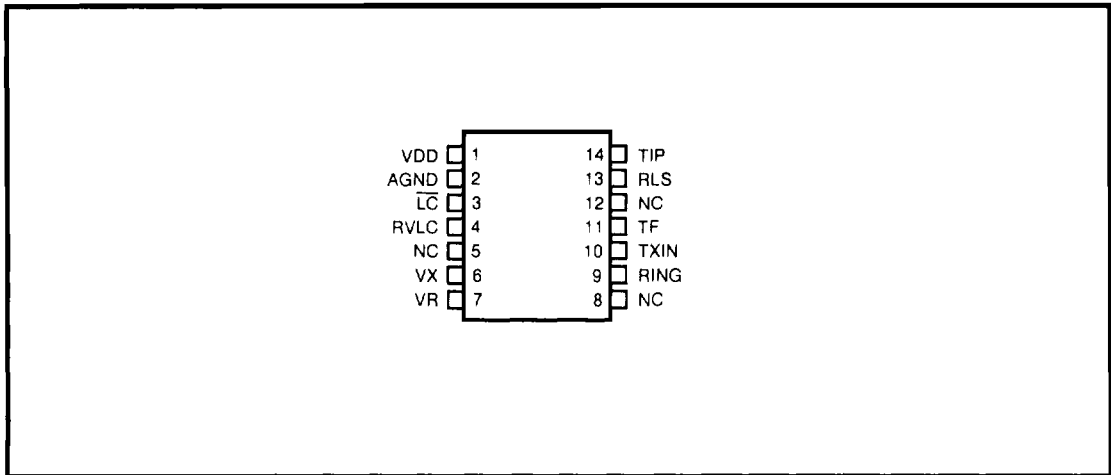 VDD 1 14 TIP
AGND 2 13 RLS
L̅C̅ 3 12 NC
RVLC 4 11 TF
NC 5 10 TXIN
VX 6 9 RING
VR 7 8 NC